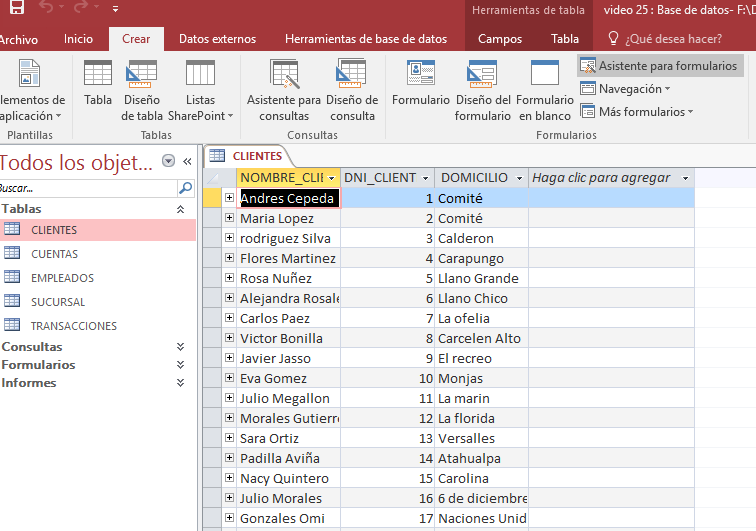 Herramientas de tabla
video 25 : Base de datos- F:\D
Archivo Inicio Crear Datos externos Herramientas de base de datos Campos Tabla ¿Qué desea hacer?
lementos de aplicación
Tabla
Diseño de tabla
Listas SharePoint
Asistente para consultas
Diseño de consultas
Formulario
Diseño del formulario
Formulario en blanco
Asistente para formularios
Navegación
Más formularios
Plantillas Tablas Consultas Formularios
Todos los objet...
Buscar...
Tablas
CLIENTES
CUENTAS
EMPLEADOS
SUCURSAL
TRANSACCIONES
Consultas
Formularios
Informes
CLIENTES
NOMBRE_CLIE DNI_CLIENT DOMICILIO Haga clic para agregar
Andres Cepeda 1 Comité
Maria Lopez 2 Comité
rodriguez Silva 3 Calderon
Flores Martinez 4 Carapungo
Rosa Nuñez 5 Llano Grande
Alejandra Rosale 6 Llano Chico
Carlos Paez 7 La ofelia
Victor Bonilla 8 Carcelen Alto
Javier Jasso 9 El recreo
Eva Gomez 10 Monjas
Julio Megallon 11 La marin
Morales Gutierre 12 La florida
Sara Ortiz 13 Versalles
Padilla Aviña 14 Atahualpa
Nacy Quintero 15 Carolina
Julio Morales 16 6 de diciembre
Gonzales Omi 17 Naciones Unid